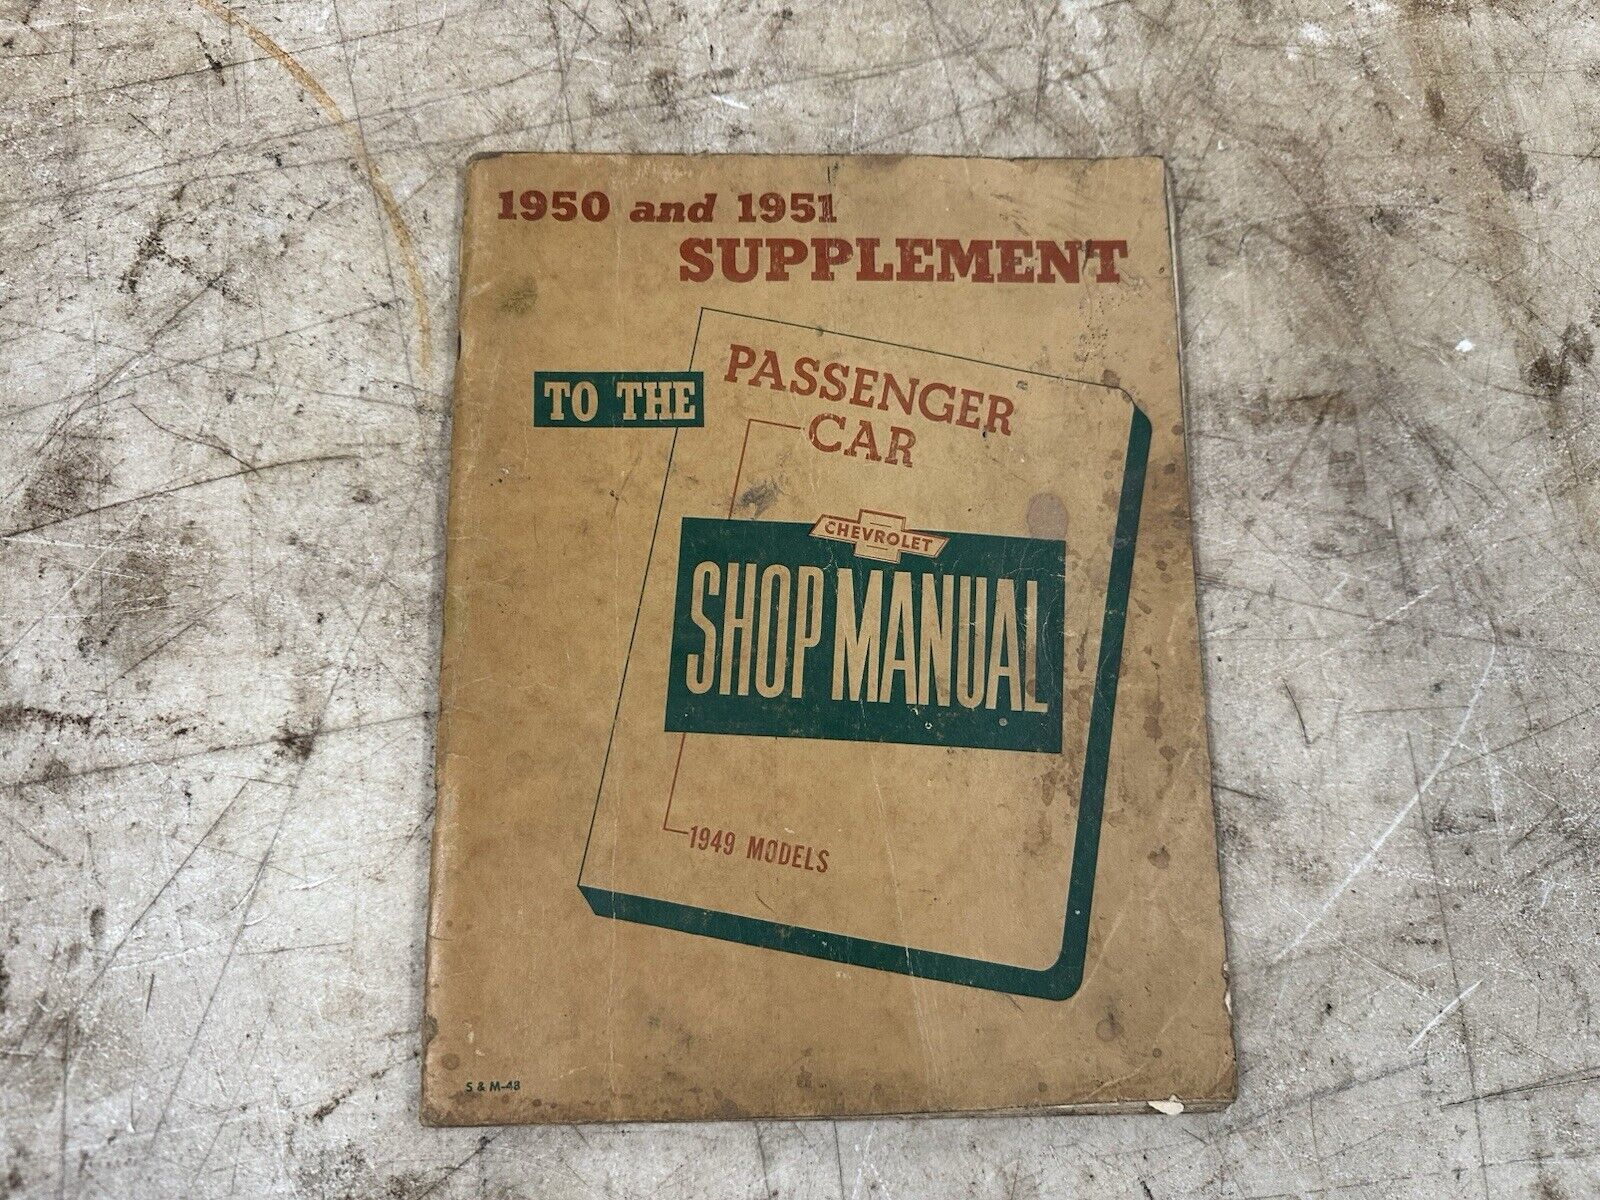 1950 and 1951
SUPPLEMENT
TO THE
PASSENGER
CAR
CHEVROLET
SHOP MANUAL
1949 MODELS
S & M-48